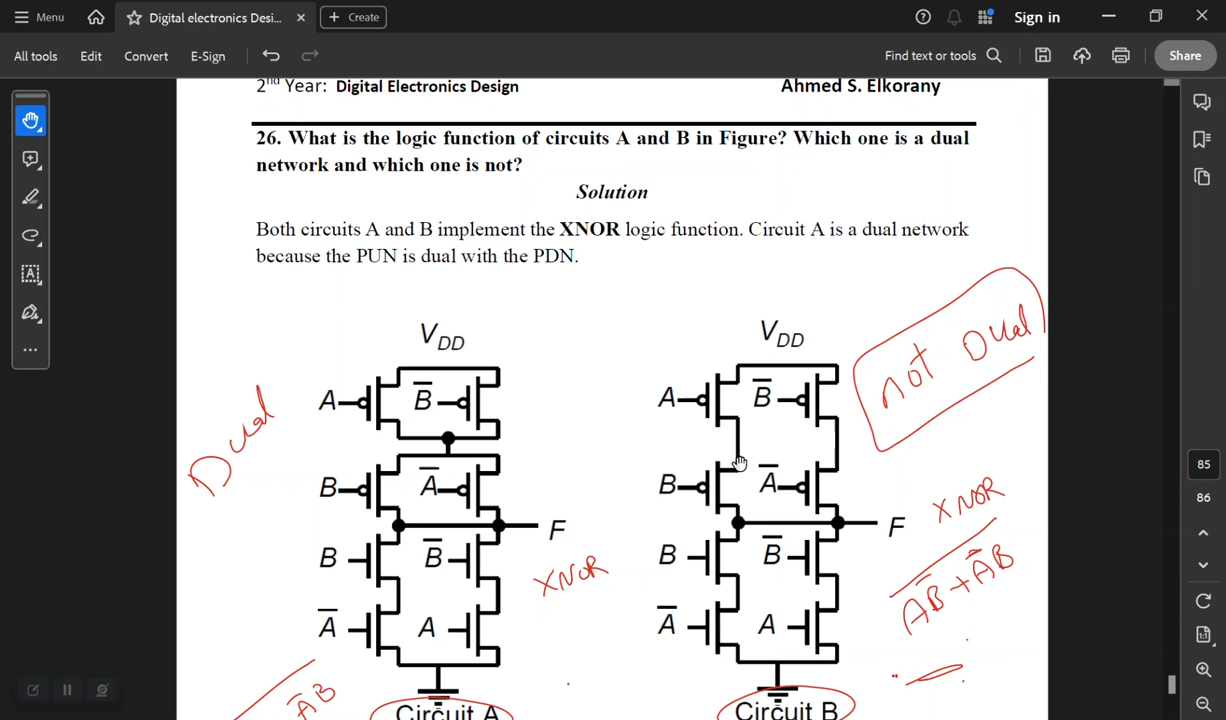 Menu
Digital electronics Desi... ×
+ Create
Sign in
All tools Edit Convert E-Sign
Find text or tools
Share
2nd Year: Digital Electronics Design Ahmed S. Elkorany
26. What is the logic function of circuits A and B in Figure? Which one is a dual
network and which one is not?
Solution
Both circuits A and B implement the XNOR logic function. Circuit A is a dual network
because the PUN is dual with the PDN.
Dual
VDD
A B̅
B A̅
F
B B̅
A̅ A
XNOR
A̅B
Circuit A
VDD
not Dual
A B̅
B A̅
F
B B̅
A̅ A
XNOR
AB̅ + A̅B
Circuit B
85
86
1:1